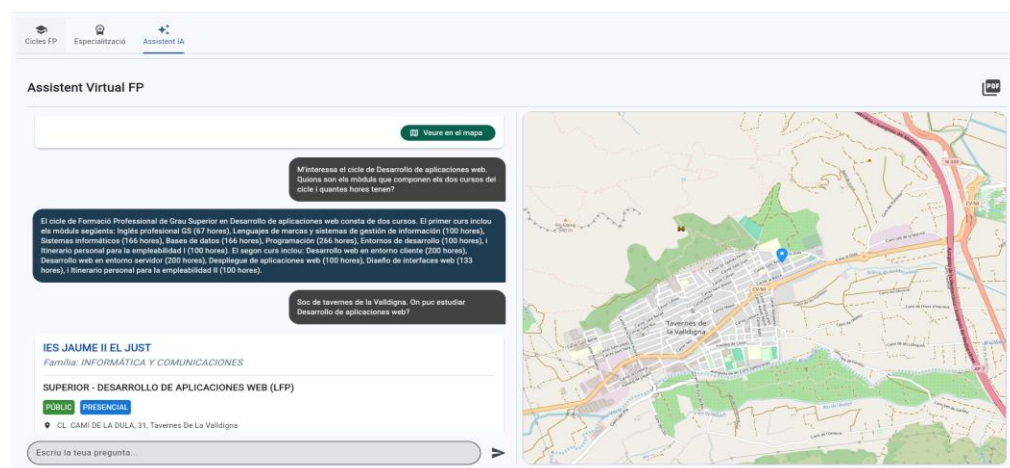 Cicles FP
Especialització
Assistent IA
Assistent Virtual FP
PDF
Veure en el mapa
M'interessa el cicle de Desarrollo de aplicaciones web.
Quions son els mòduls que componen els dos cursos del
cicle i quantes hores tenen?
El cicle de Formació Professional de Grau Superior en Desarrollo de aplicaciones web consta de dos cursos. El primer curs inclou
els mòduls següents: Inglés profesional GS (67 hores), Lenguajes de marcas y sistemas de gestión de información (100 hores),
Sistemas informáticos (166 hores), Bases de datos (166 hores), Programación (266 hores), Entornos de desarrollo (100 hores), i
Itinerario personal para la empleabilidad I (100 hores). El segon curs inclou: Desarrollo web en entorno cliente (200 hores),
Desarrollo web en entorno servidor (200 hores), Despliegue de aplicaciones web (100 hores), Diseño de interfaces web (133
hores), i Itinerario personal para la empleabilidad II (100 hores).
Soc de tavernes de la Valldigna. On puc estudiar
Desarrollo de aplicaciones web?
IES JAUME II EL JUST
Família: INFORMÁTICA Y COMUNICACIONES
SUPERIOR - DESARROLLO DE APLICACIONES WEB (LFP)
PÚBLIC PRESENCIAL
CL. CAMÍ DE LA DULA, 31, Tavernes De La Valldigna
Escriu la teua pregunta...
Tavernes de
la Valldigna
AP-7